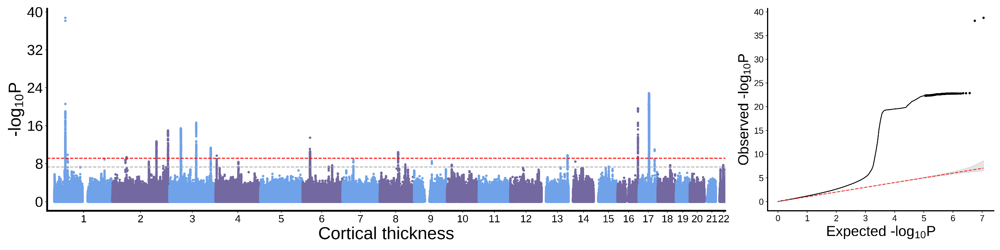 40
32
24
16
8
0
-log10P
1 2 3 4 5 6 7 8 9 10 11 12 13 14 15 16 17 18 19 20 21 22
Cortical thickness
40
35
30
25
20
15
10
5
0
Observed -log10P
0 1 2 3 4 5 6 7
Expected -log10P